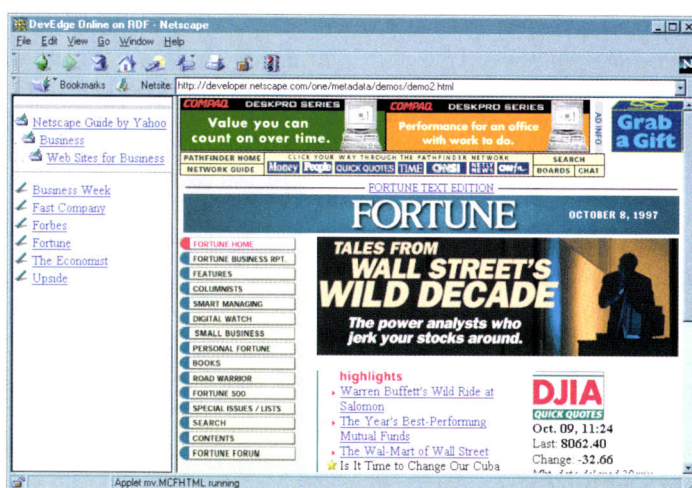 DevEdge Online on RDF - Netscape
File Edit View Go Window Help
Bookmarks Netsite: http://developer.netscape.com/one/metadata/demos/demo2.html
Netscape Guide by Yahoo
Business
Web Sites for Business
Business Week
Fast Company
Forbes
Fortune
The Economist
Upside
COMPAQ DESKPRO SERIES
Value you can
count on over time.
COMPAQ DESKPRO SERIES
Performance for an office
with work to do.
AD INFO
Grab
a Gift
PATHFINDER HOME
NETWORK GUIDE
CLICK YOUR WAY THROUGH THE PATHFINDER NETWORK
Money People QUICK QUOTES TIME CNNSI
SEARCH
BOARDS CHAT
FORTUNE TEXT EDITION
FORTUNE
OCTOBER 8, 1997
FORTUNE HOME
FORTUNE BUSINESS RPT.
FEATURES
COLUMNISTS
SMART MANAGING
DIGITAL WATCH
SMALL BUSINESS
PERSONAL FORTUNE
BOOKS
ROAD WARRIOR
FORTUNE 500
SPECIAL ISSUES / LISTS
SEARCH
CONTENTS
FORTUNE FORUM
TALES FROM
WALL STREET'S
WILD DECADE
The power analysts who
jerk your stocks around.
highlights
Warren Buffett's Wild Ride at
Salomon
The Year's Best-Performing
Mutual Funds
The Wal-Mart of Wall Street
Is It Time to Change Our Cuba
DJIA
QUICK QUOTES
Oct. 09, 11:24
Last: 8062.40
Change: -32.66
Applet mv.MCFHTML running